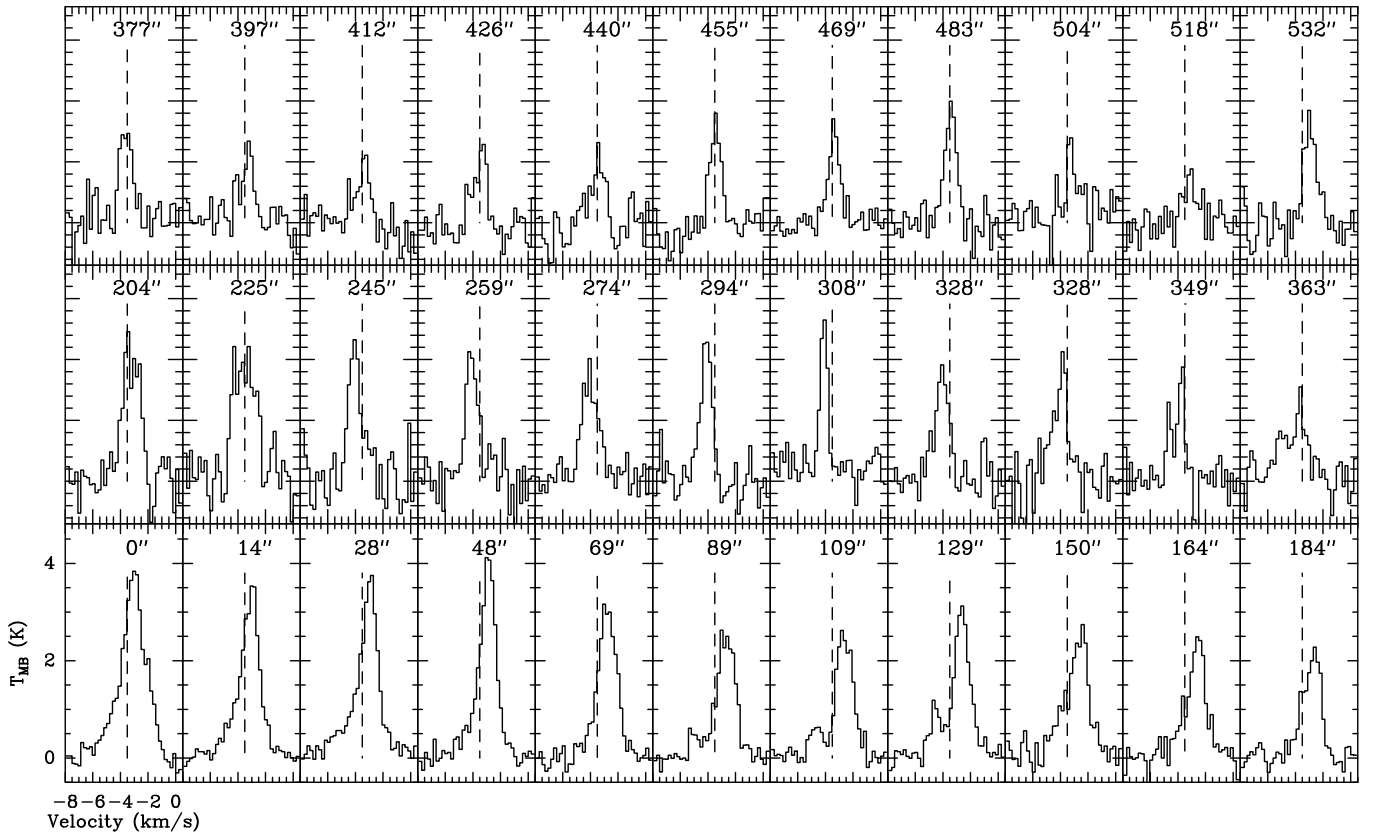 377″ 397″ 412″ 426″ 440″ 455″ 469″ 483″ 504″ 518″ 532″
204″ 225″ 245″ 259″ 274″ 294″ 308″ 328″ 328″ 349″ 363″
0″ 14″ 28″ 48″ 69″ 89″ 109″ 129″ 150″ 164″ 184″
4
2
0
T_MB (K)
−8−6−4−2 0
Velocity (km/s)